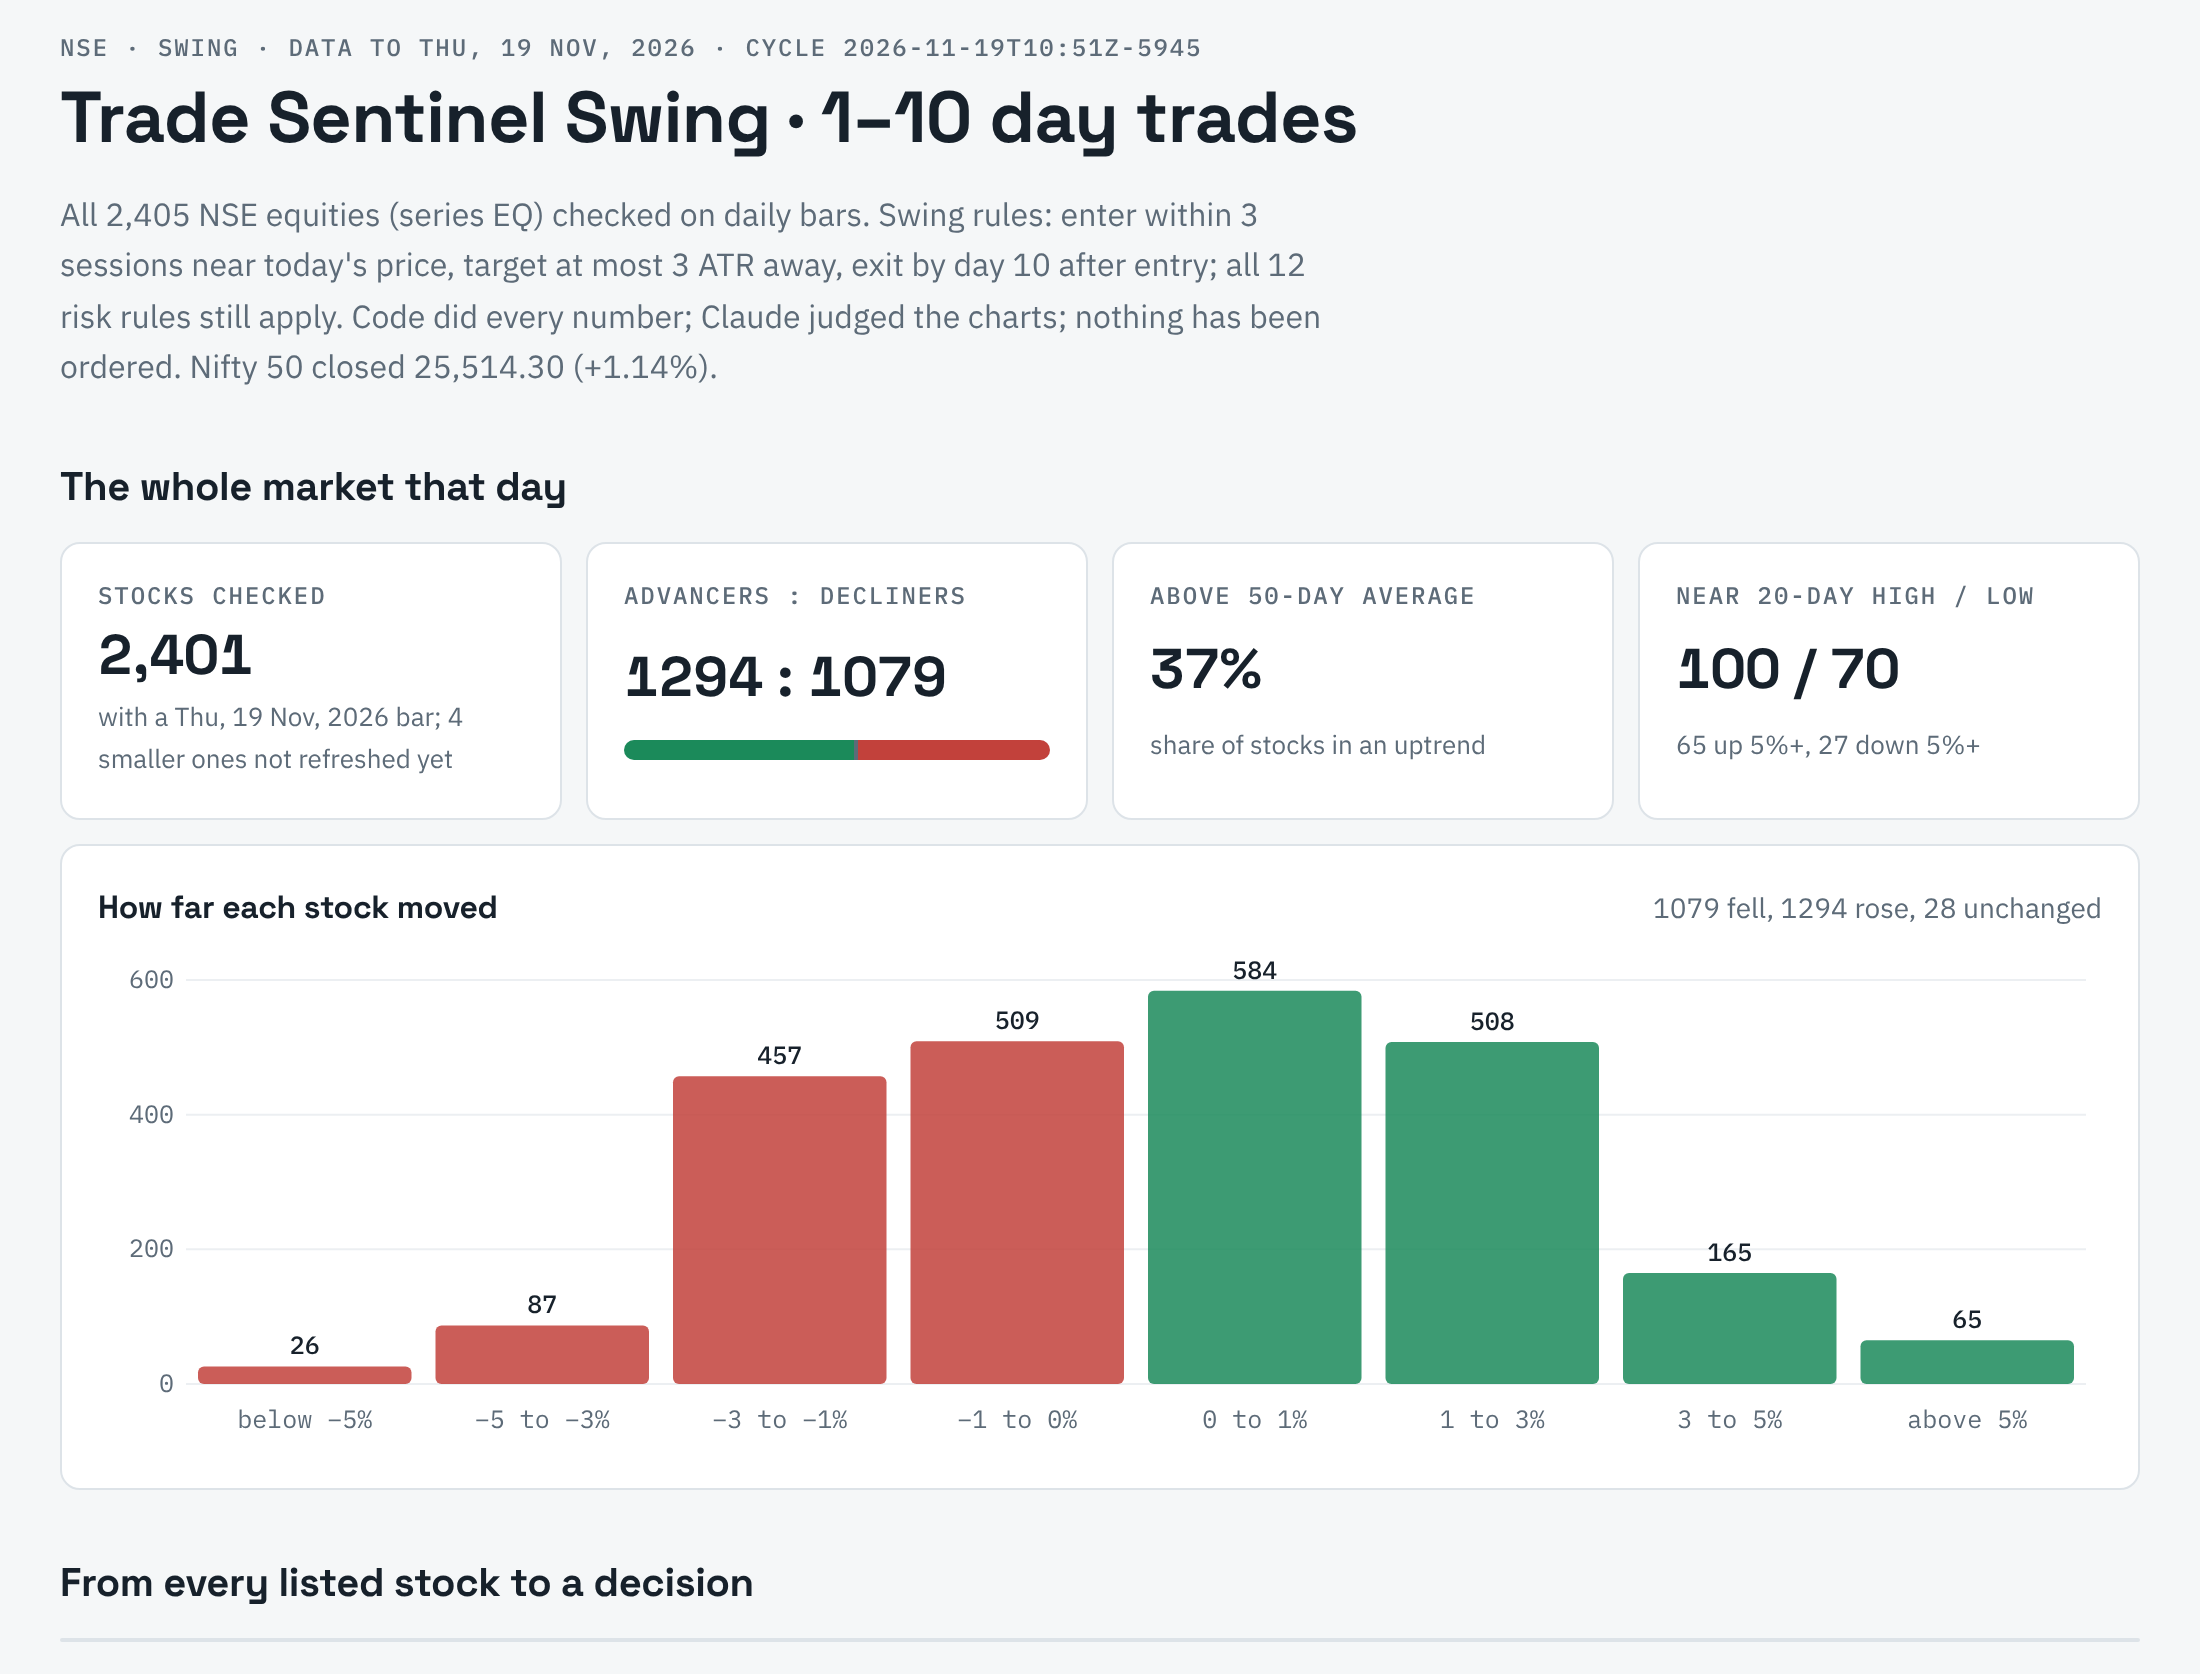 NSE · SWING · DATA TO THU, 19 NOV, 2026 · CYCLE 2026-11-19T10:51Z-5945
Trade Sentinel Swing · 1–10 day trades
All 2,405 NSE equities (series EQ) checked on daily bars. Swing rules: enter within 3
sessions near today's price, target at most 3 ATR away, exit by day 10 after entry; all 12
risk rules still apply. Code did every number; Claude judged the charts; nothing has been
ordered. Nifty 50 closed 25,514.30 (+1.14%).
The whole market that day
STOCKS CHECKED
2,401
with a Thu, 19 Nov, 2026 bar; 4
smaller ones not refreshed yet
ADVANCERS : DECLINERS
1294 : 1079
ABOVE 50-DAY AVERAGE
37%
share of stocks in an uptrend
NEAR 20-DAY HIGH / LOW
100 / 70
65 up 5%+, 27 down 5%+
How far each stock moved
1079 fell, 1294 rose, 28 unchanged
600
400
200
0
26
87
457
509
584
508
165
65
below −5%
−5 to −3%
−3 to −1%
−1 to 0%
0 to 1%
1 to 3%
3 to 5%
above 5%
From every listed stock to a decision